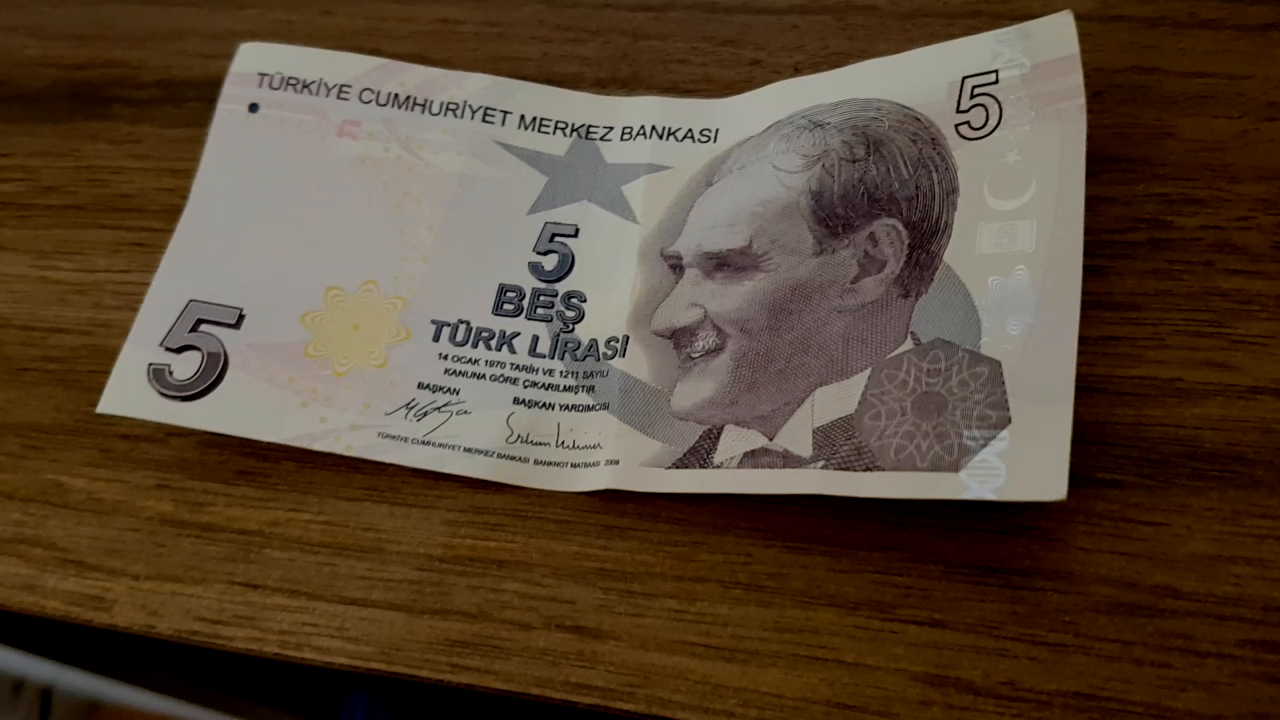 TÜRKİYE CUMHURİYET MERKEZ BANKASI
5
5
5
BEŞ
TÜRK LİRASI
14 OCAK 1970 TARİH VE 1211 SAYILI
KANUNA GÖRE ÇIKARILMIŞTIR.
BAŞKAN
BAŞKAN YARDIMCISI
5
TÜRKİYE CUMHURİYET MERKEZ BANKASI BANKNOT MATBAASI 2009